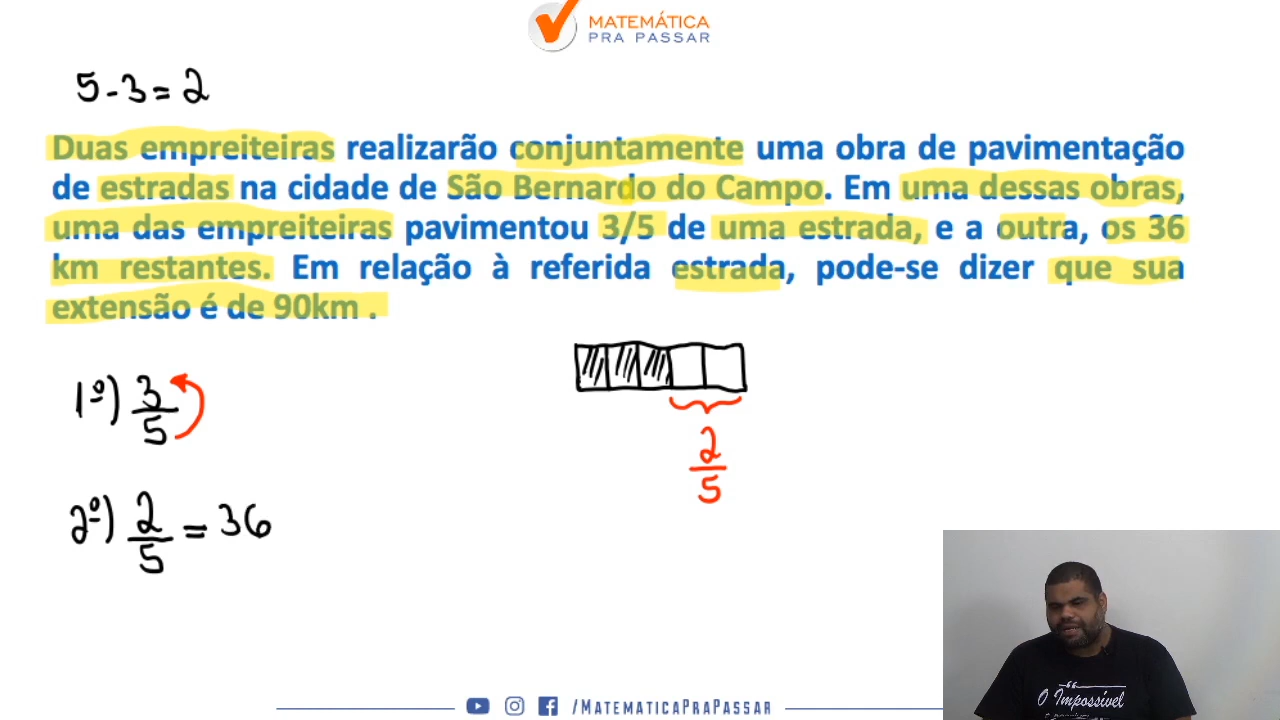 MATEMÁTICA
PRA PASSAR
5-3=2
Duas empreiteiras realizarão conjuntamente uma obra de pavimentação
de estradas na cidade de São Bernardo do Campo. Em uma dessas obras,
uma das empreiteiras pavimentou 3/5 de uma estrada, e a outra, os 36
km restantes. Em relação à referida estrada, pode-se dizer que sua
extensão é de 90km .
1º) 3/5
2/5
2º) 2/5 = 36
“
O Impossível
/MATEMATICAPRAPASSAR